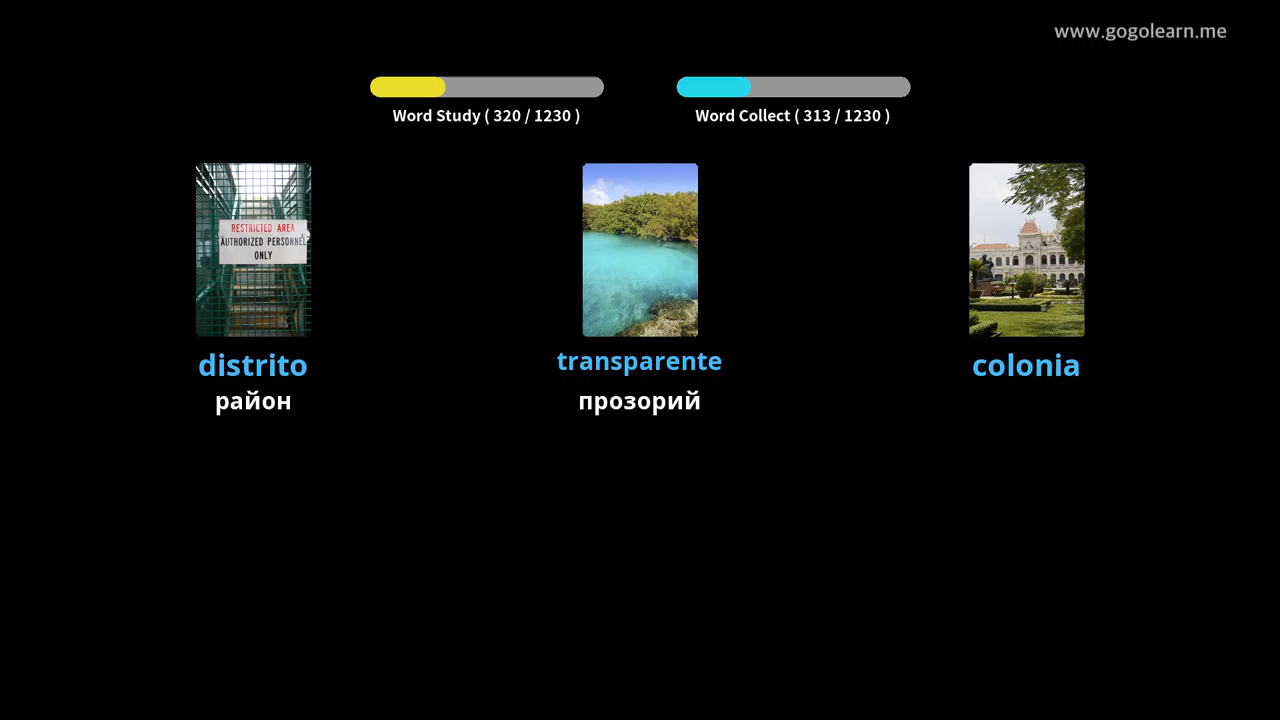 www.gogolearn.me
Word Study ( 320 / 1230 )
Word Collect ( 313 / 1230 )
RESTRICTED AREA
AUTHORIZED PERSONNEL
ONLY
distrito
район
transparente
прозорий
colonia